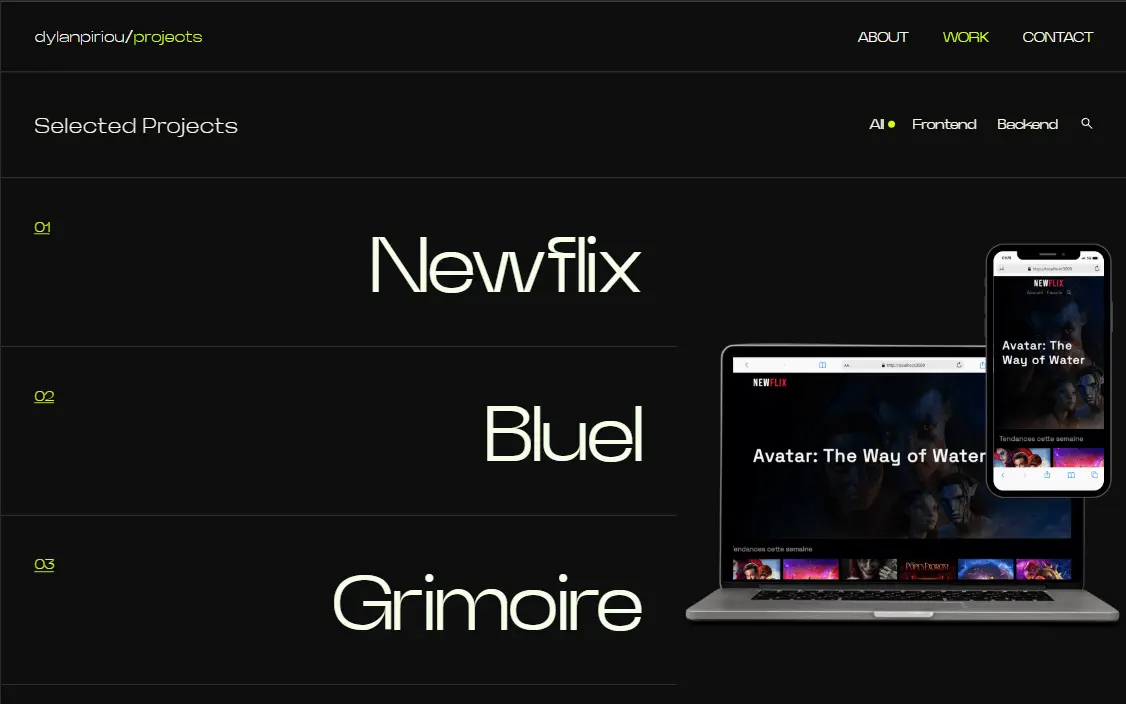 dylanpiriou/projects
ABOUT WORK CONTACT
Selected Projects
All Frontend Backend
01
Newflix
02
Bluel
03
Grimoire
NEWFLIX
Avatar: The Way of Water
Tendances cette semaine
NEWFLIX
Avatar: The
Way of Water
Tendances cette semaine